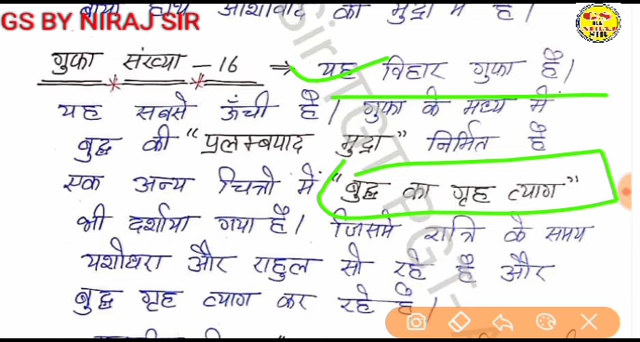 GS BY NIRAJ SIR
गुफा संख्या - 16 ⇒ यह विहार गुफा है।
यह सबसे ऊँची है। गुफा के मध्य में
बुद्ध की "प्रलम्बपाद मुद्रा" निर्मित है
एक अन्य चित्रो में "बुद्ध का गृह त्याग"
भी दर्शाया गया है। जिसमे रात्रि के समय
यशोधरा और राहुल सो रहे है और
बुद्ध गृह त्याग कर रहे है।